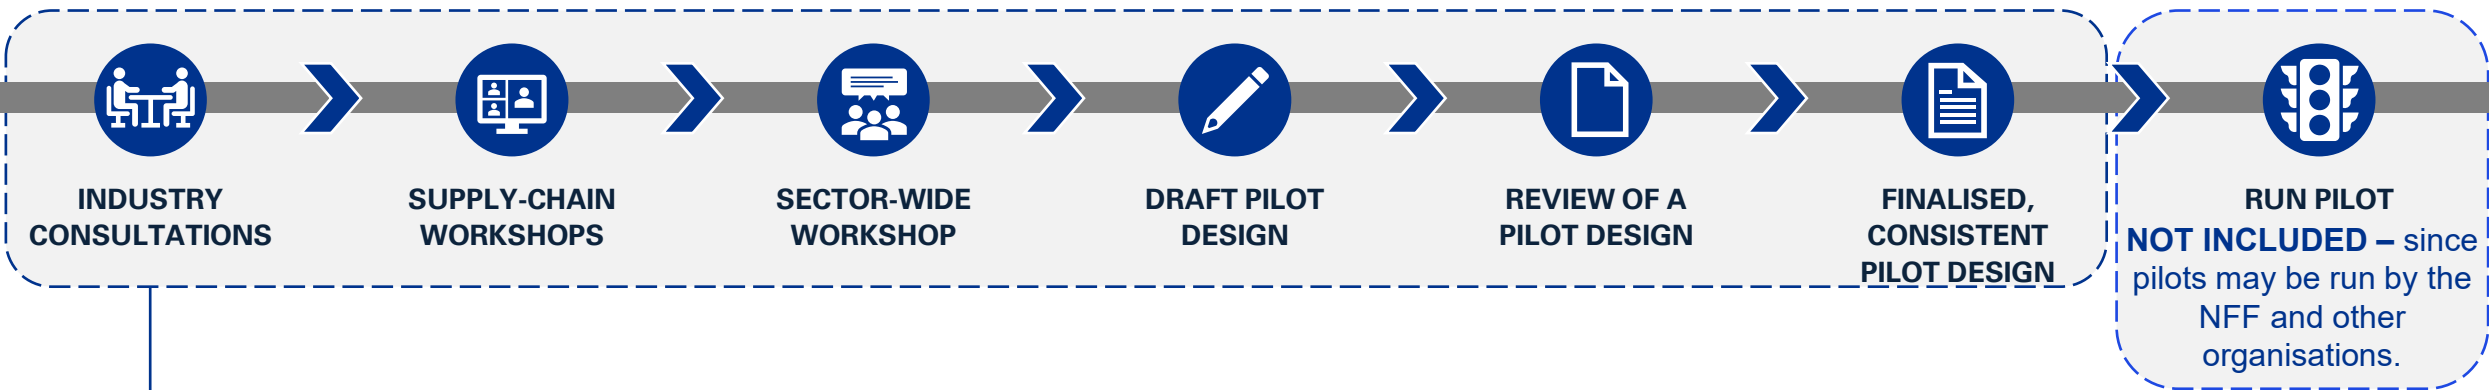 INDUSTRY
CONSULTATIONS
SUPPLY-CHAIN
WORKSHOPS
SECTOR-WIDE
WORKSHOP
DRAFT PILOT
DESIGN
REVIEW OF A
PILOT DESIGN
FINALISED,
CONSISTENT
PILOT DESIGN
RUN PILOT
NOT INCLUDED – since
pilots may be run by the
NFF and other
organisations.